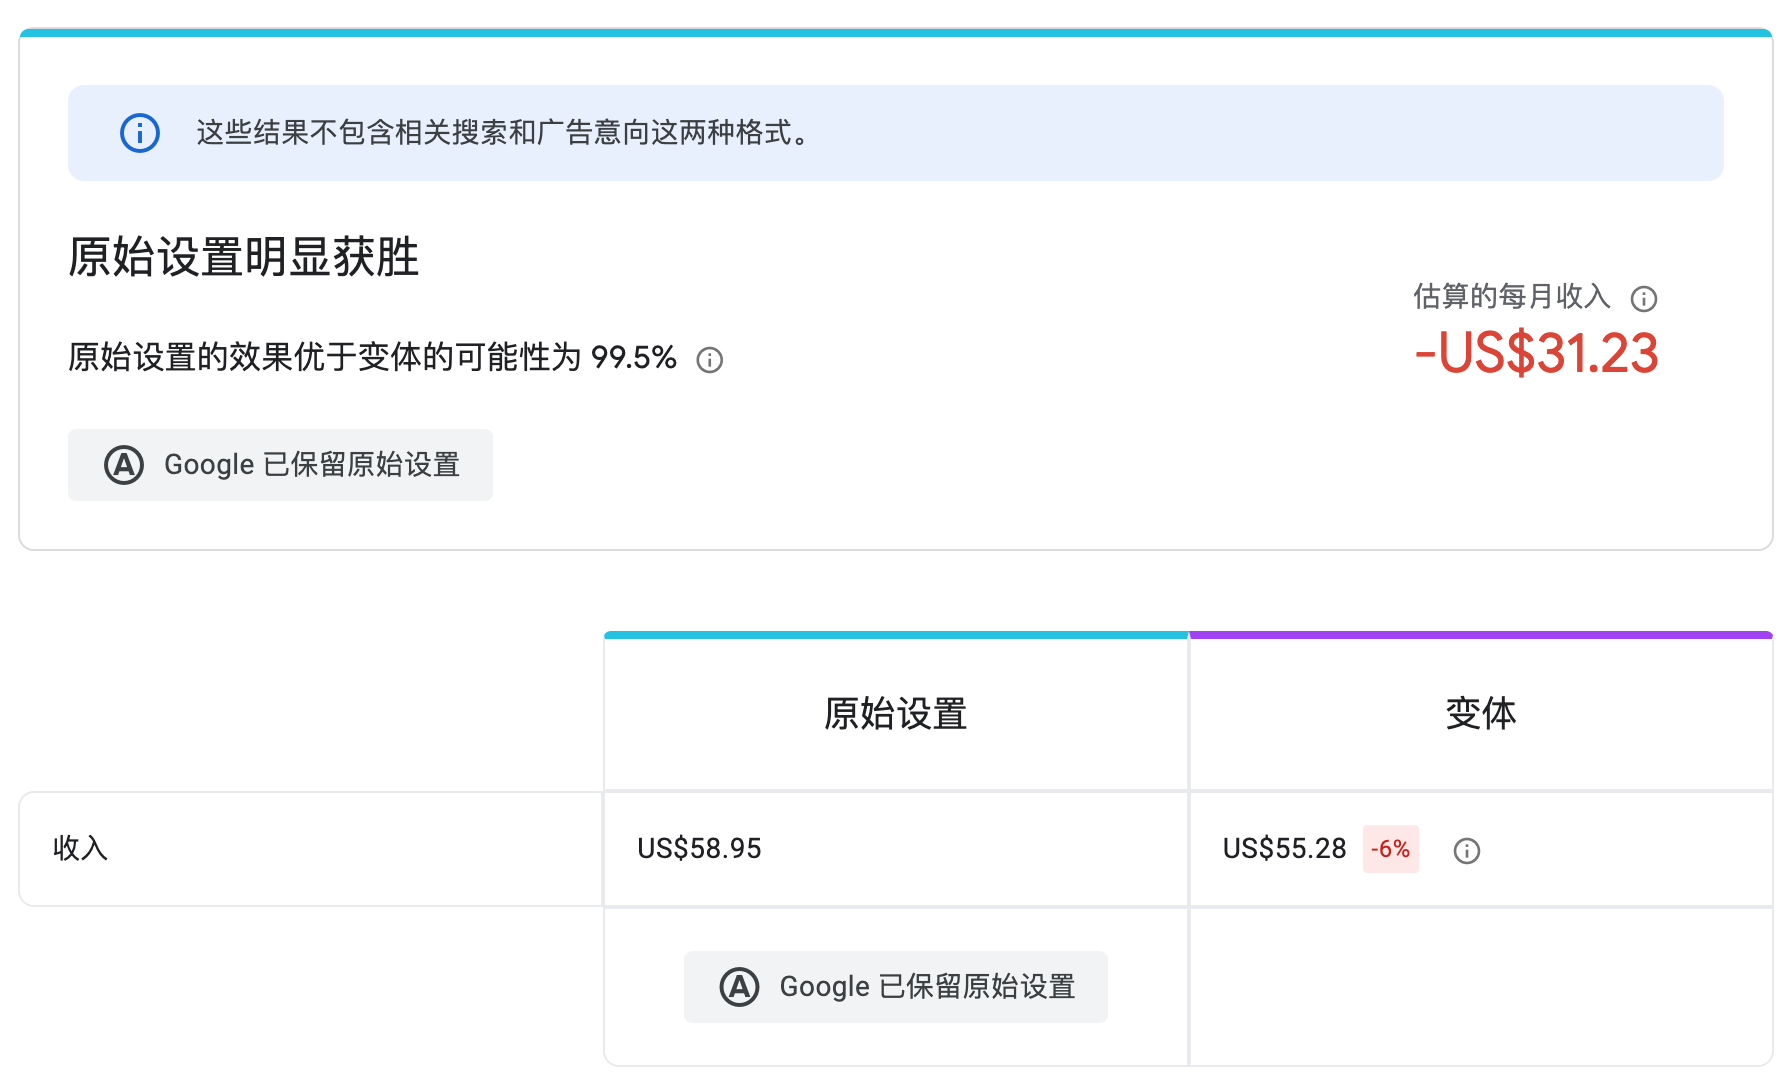 这些结果不包含相关搜索和广告意向这两种格式。
原始设置明显获胜
估算的每月收入
-US$31.23
原始设置的效果优于变体的可能性为 99.5%
Google 已保留原始设置
原始设置
变体
收入
US$58.95
US$55.28 -6%
Google 已保留原始设置